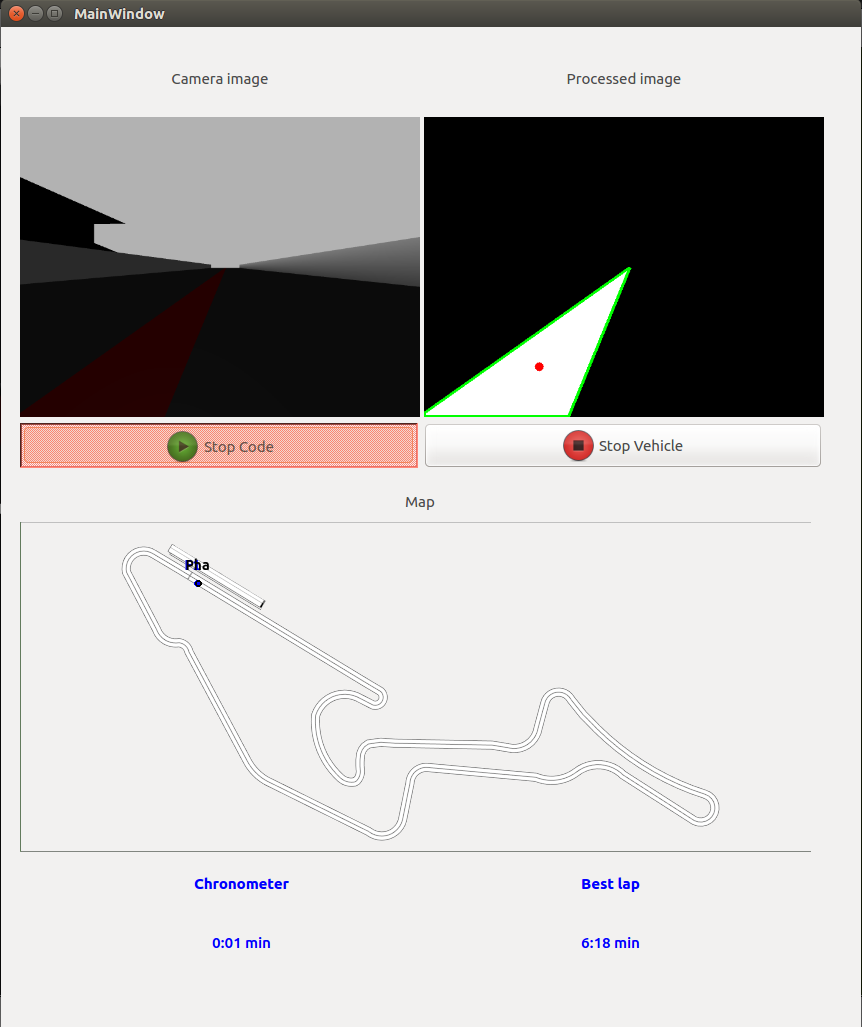 MainWindow
Camera image
Processed image
Stop Code
Stop Vehicle
Map
Chronometer
Best lap
0:01 min
6:18 min